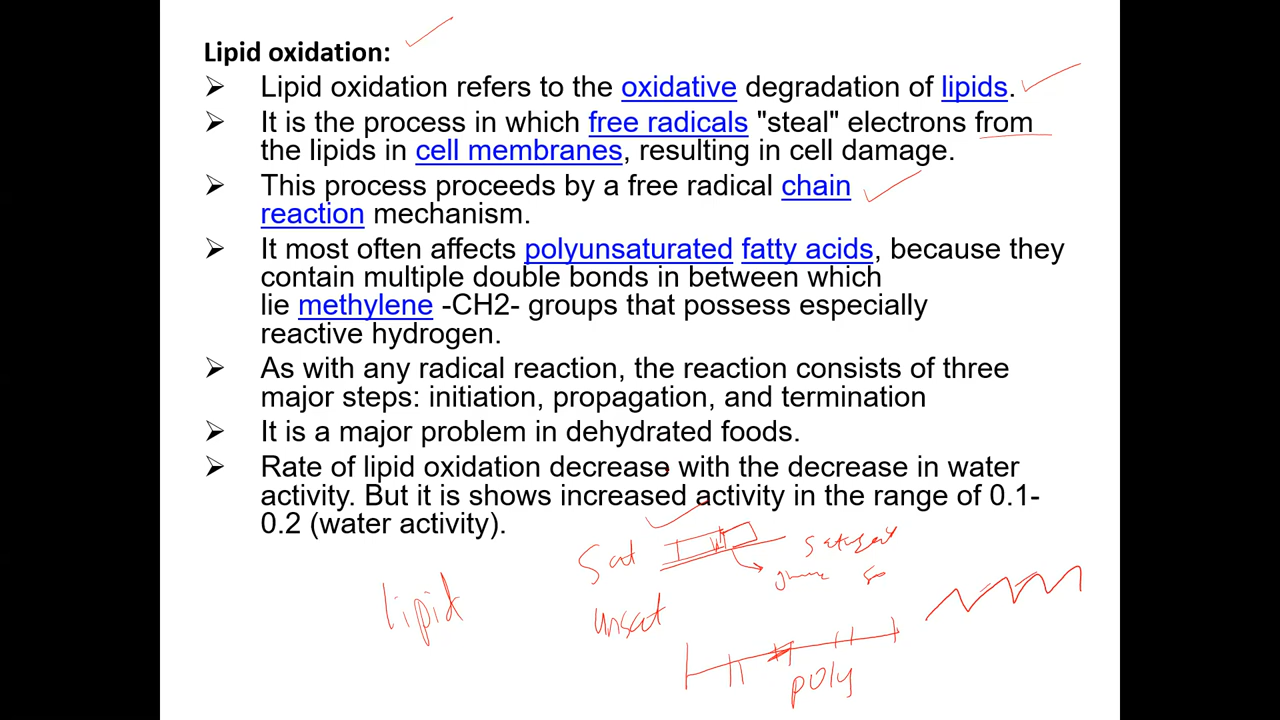 Lipid oxidation:
➢ Lipid oxidation refers to the oxidative degradation of lipids.
➢ It is the process in which free radicals "steal" electrons from
the lipids in cell membranes, resulting in cell damage.
➢ This process proceeds by a free radical chain
reaction mechanism.
➢ It most often affects polyunsaturated fatty acids, because they
contain multiple double bonds in between which
lie methylene -CH2- groups that possess especially
reactive hydrogen.
➢ As with any radical reaction, the reaction consists of three
major steps: initiation, propagation, and termination
➢ It is a major problem in dehydrated foods.
➢ Rate of lipid oxidation decrease with the decrease in water
activity. But it is shows increased activity in the range of 0.1-
0.2 (water activity).
Sat
lipid
unsat
poly